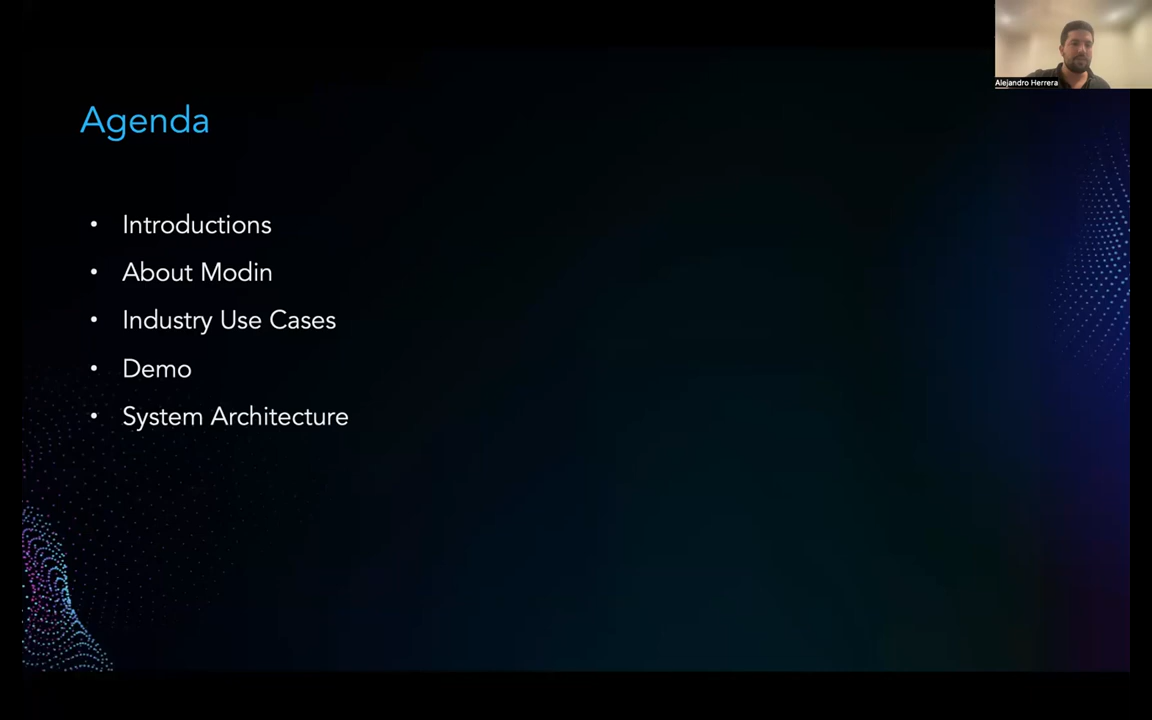 Alejandro Herrera
Agenda
• Introductions
• About Modin
• Industry Use Cases
• Demo
• System Architecture